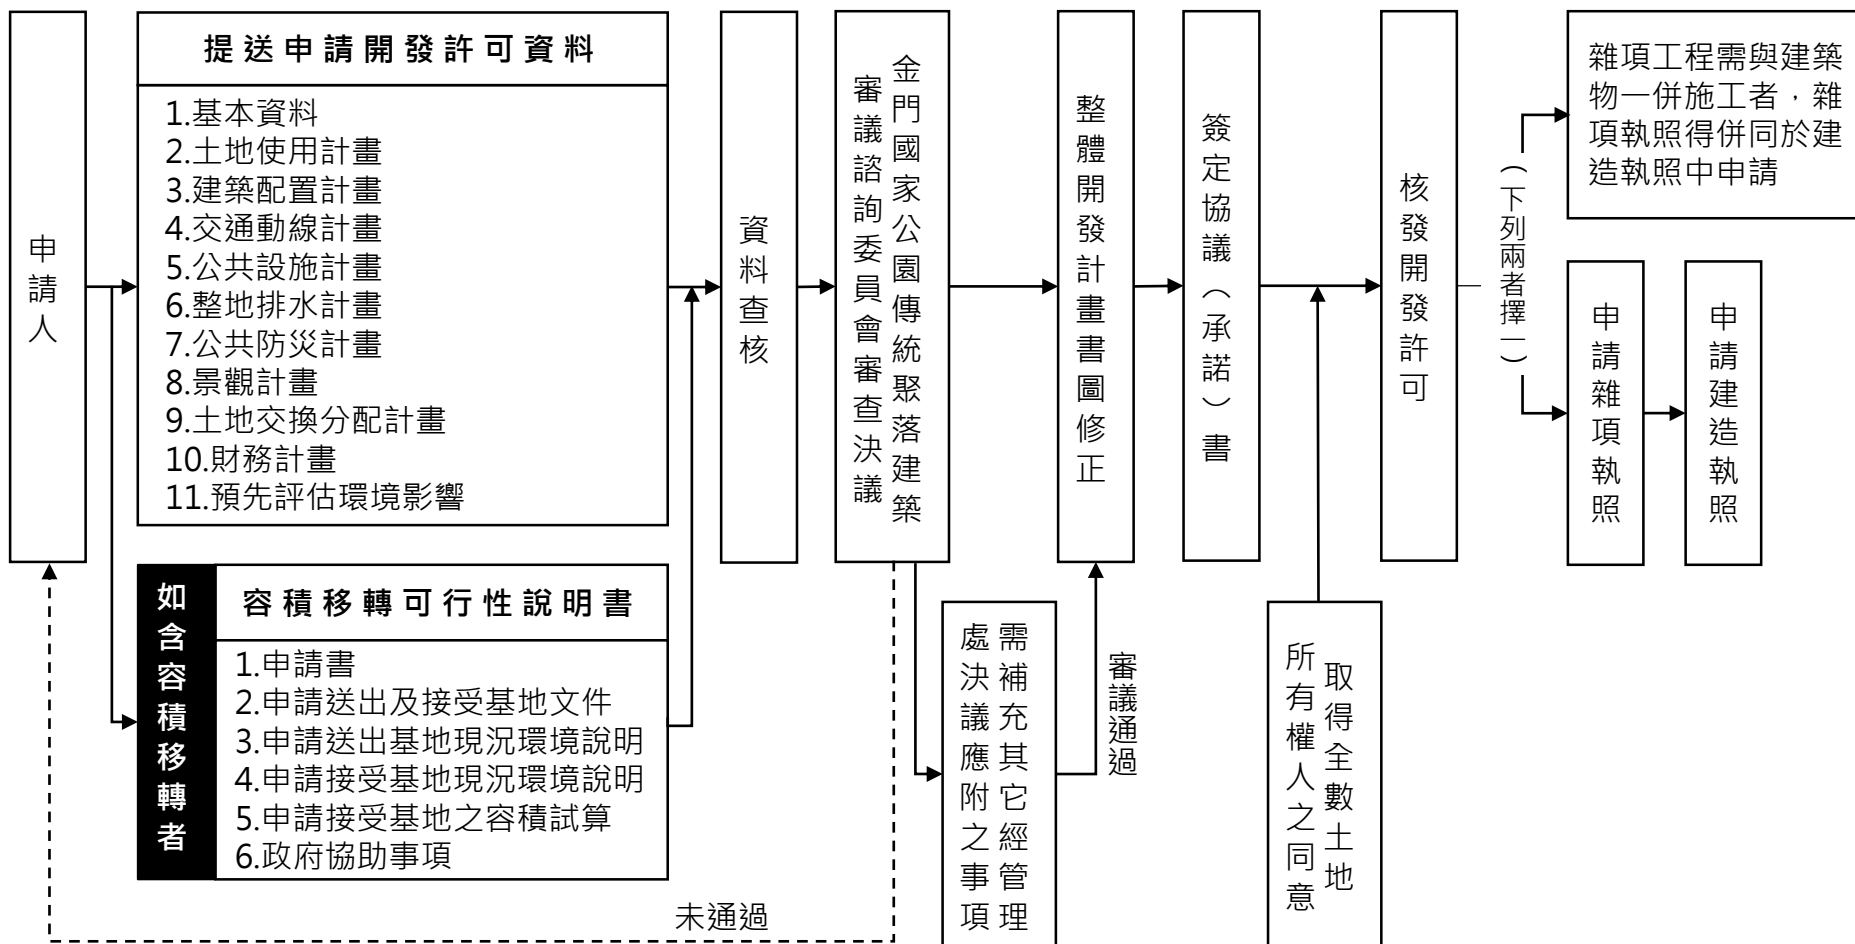 申請人
提送申請開發許可資料
1.基本資料
2.土地使用計畫
3.建築配置計畫
4.交通動線計畫
5.公共設施計畫
6.整地排水計畫
7.公共防災計畫
8.景觀計畫
9.土地交換分配計畫
10.財務計畫
11.預先評估環境影響
如含容積移轉者
容積移轉可行性說明書
1.申請書
2.申請送出及接受基地文件
3.申請送出基地現況環境說明
4.申請接受基地現況環境說明
5.申請接受基地之容積試算
6.政府協助事項
資料查核
金門國家公園傳統聚落建築
審議諮詢委員會審查決議
未通過
需補充其它經管理
處決議應附之事項
審議通過
整體開發計畫書圖修正
簽定協議（承諾）書
取得全數土地
所有權人之同意
核發開發許可
（下列兩者擇一）
雜項工程需與建築
物一併施工者，雜
項執照得併同於建
造執照中申請
申請雜項執照
申請建造執照